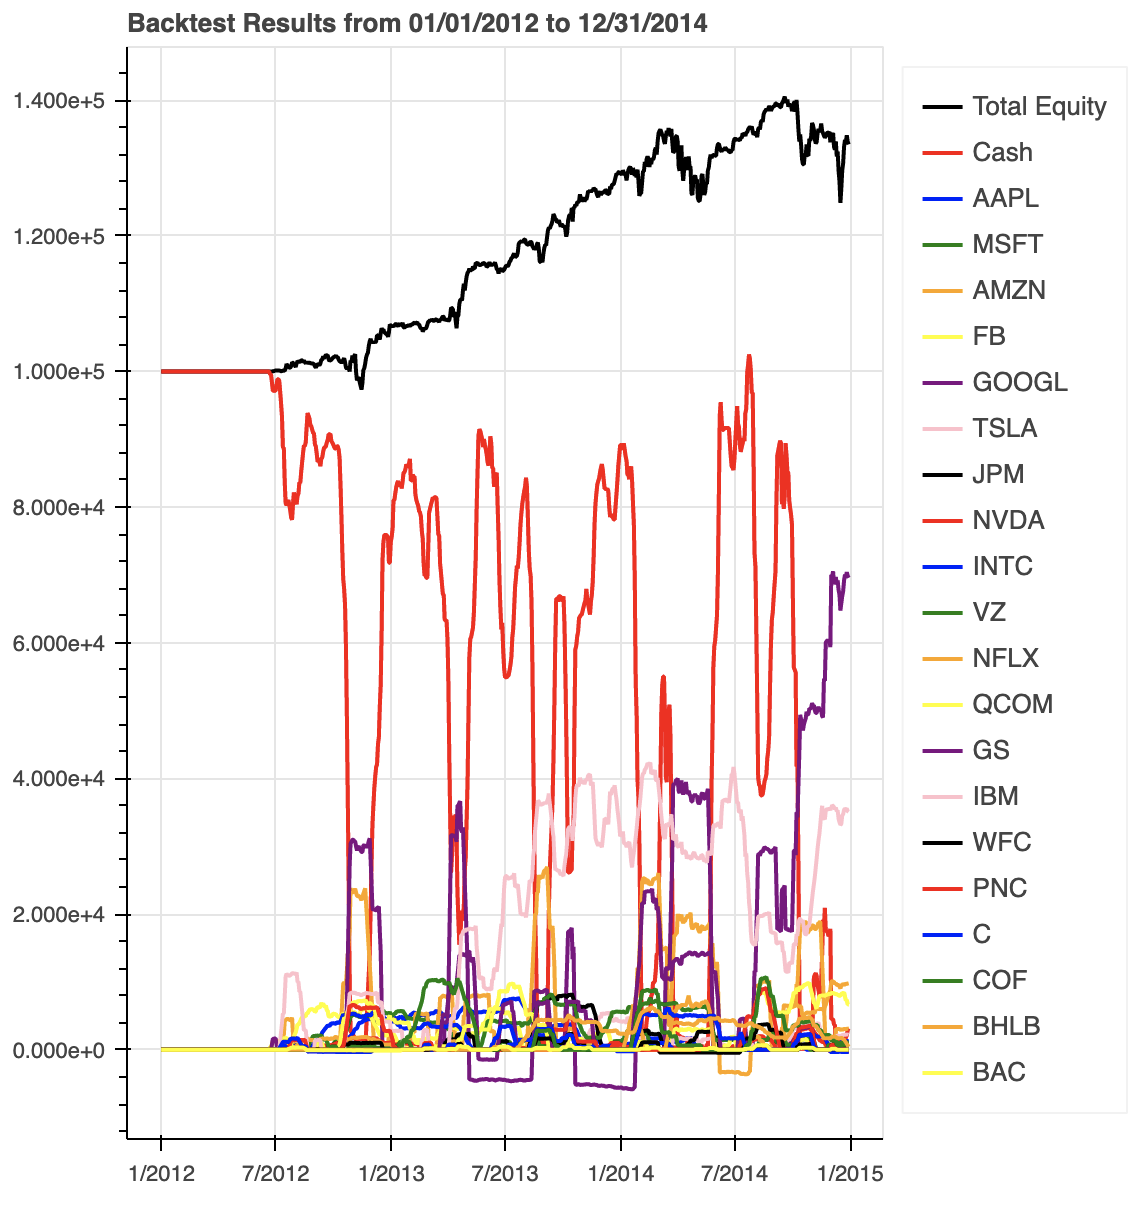 Backtest Results from 01/01/2012 to 12/31/2014
1.400e+5
1.200e+5
1.000e+5
8.000e+4
6.000e+4
4.000e+4
2.000e+4
0.000e+0
1/2012
7/2012
1/2013
7/2013
1/2014
7/2014
1/2015
Total Equity
Cash
AAPL
MSFT
AMZN
FB
GOOGL
TSLA
JPM
NVDA
INTC
VZ
NFLX
QCOM
GS
IBM
WFC
PNC
C
COF
BHLB
BAC